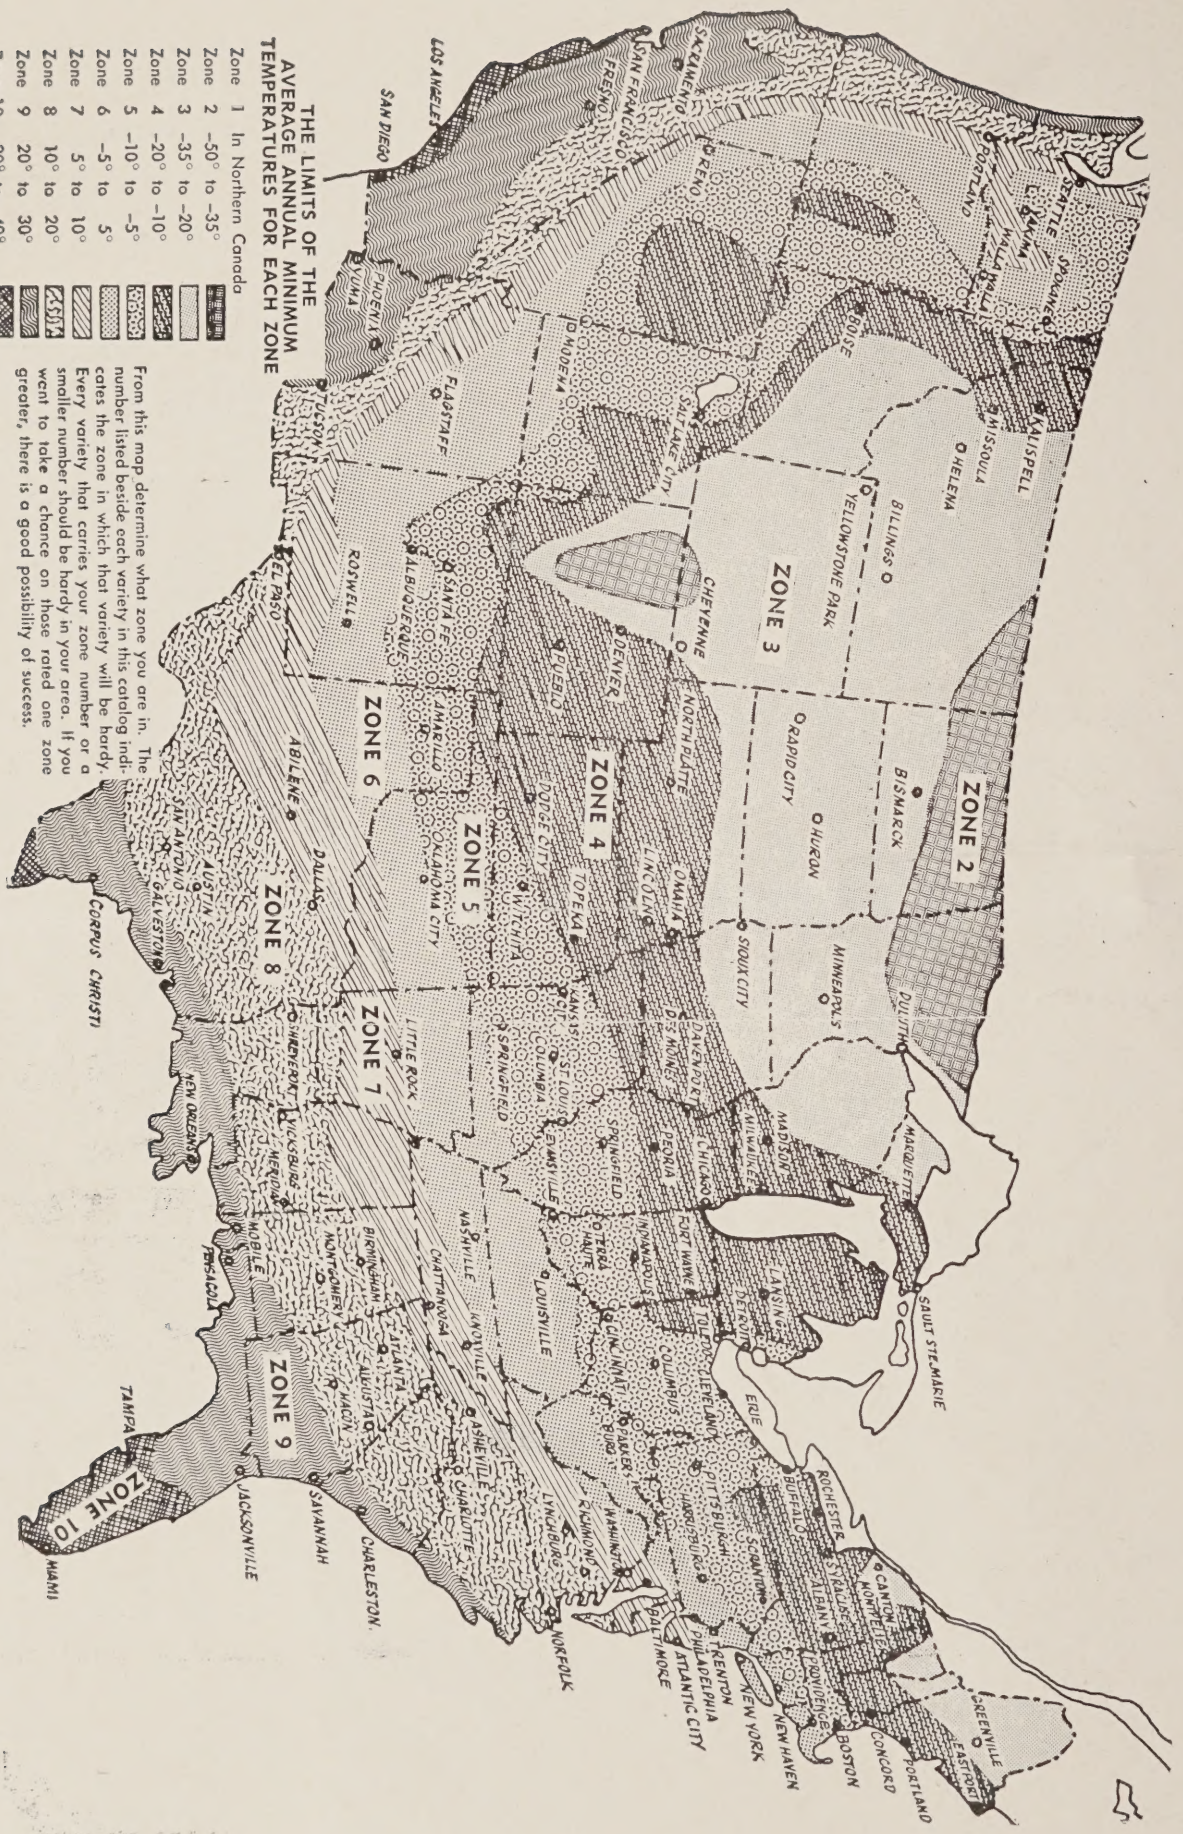 SEATTLE
SPOKANE
YAKIMA
WALLA WALLA
PORTLAND
KALISPELL
MISSOULA
HELENA
BILLINGS
YELLOWSTONE PARK
BOISE
ZONE 3
ZONE 2
BISMARCK
RAPID CITY
HURON
MINNEAPOLIS
DULUTH
MARQUETTE
SAULT STE. MARIE
SIOUX CITY
MADISON
MILWAUKEE
CHICAGO
LANSING
DETROIT
ERIE
ROCHESTER
BUFFALO
SYRACUSE
ALBANY
CANTON
MONTPELIER
GREENVILLE
EASTPORT
PORTLAND
CONCORD
BOSTON
PROVIDENCE
NEW HAVEN
NEW YORK
TRENTON
PHILADELPHIA
ATLANTIC CITY
BALTIMORE
SCRANTON
HARRISBURG
PITTSBURGH
CLEVELAND
TOLEDO
FORT WAYNE
COLUMBUS
CINCINATI
PARKERSBURG
INDIANAPOLIS
TERRA HAUTE
PEORIA
SPRINGFIELD
DAVENPORT
DES MOINES
OMAHA
LINCOLN
NORTH PLATTE
CHEYENNE
DENVER
PUEBLO
SALT LAKE CITY
MODENA
RENO
SACRAMENTO
SAN FRANCISCO
FRESNO
LOS ANGELES
SAN DIEGO
YUMA
PHOENIX
TUCSON
FLAGSTAFF
SANTA FE
ALBUQUERQUE
ROSWELL
EL PASO
ZONE 4
DODGE CITY
TOPEKA
WITCHITA
KANSAS CITY
COLUMBIA
ST. LOUIS
SPRINGFIELD
EVANSVILLE
LOUISVILLE
WASHINGTON
RICHMOND
LYNCHBURG
NORFOLK
ZONE 5
AMARILLO
OKLAHOMA CITY
ZONE 6
LITTLE ROCK
ZONE 7
NASHVILLE
KNOXVILLE
CHATTANOOGA
ASHEVILLE
CHARLOTTE
ABILENE
DALLAS
ZONE 8
SHREVEPORT
VICKSBURG
MERIDIAN
BIRMINGHAM
MONTGOMERY
ATLANTA
AUGUSTA
MACON
CHARLESTON.
SAVANNAH
JACKSONVILLE
ZONE 9
AUSTIN
SAN ANTONIO
GALVESTON
CORPUS CHRISTI
NEW ORLEANS
MOBILE
PENSACOLA
TAMPA
ZONE 10
MIAMI
THE LIMITS OF THE
AVERAGE ANNUAL MINIMUM
TEMPERATURES FOR EACH ZONE
Zone 1 In Northern Canada
Zone 2 -50° to -35°
Zone 3 -35° to -20°
Zone 4 -20° to -10°
Zone 5 -10° to -5°
Zone 6 -5° to 5°
Zone 7 5° to 10°
Zone 8 10° to 20°
Zone 9 20° to 30°
From this map determine what zone you are in. The
number listed beside each variety in this catalog indi-
cates the zone in which that variety will be hardy.
Every variety that carries your zone number or a
smaller number should be hardy in your area. If you
want to take a chance on those rated one zone
greater, there is a good possibility of success.